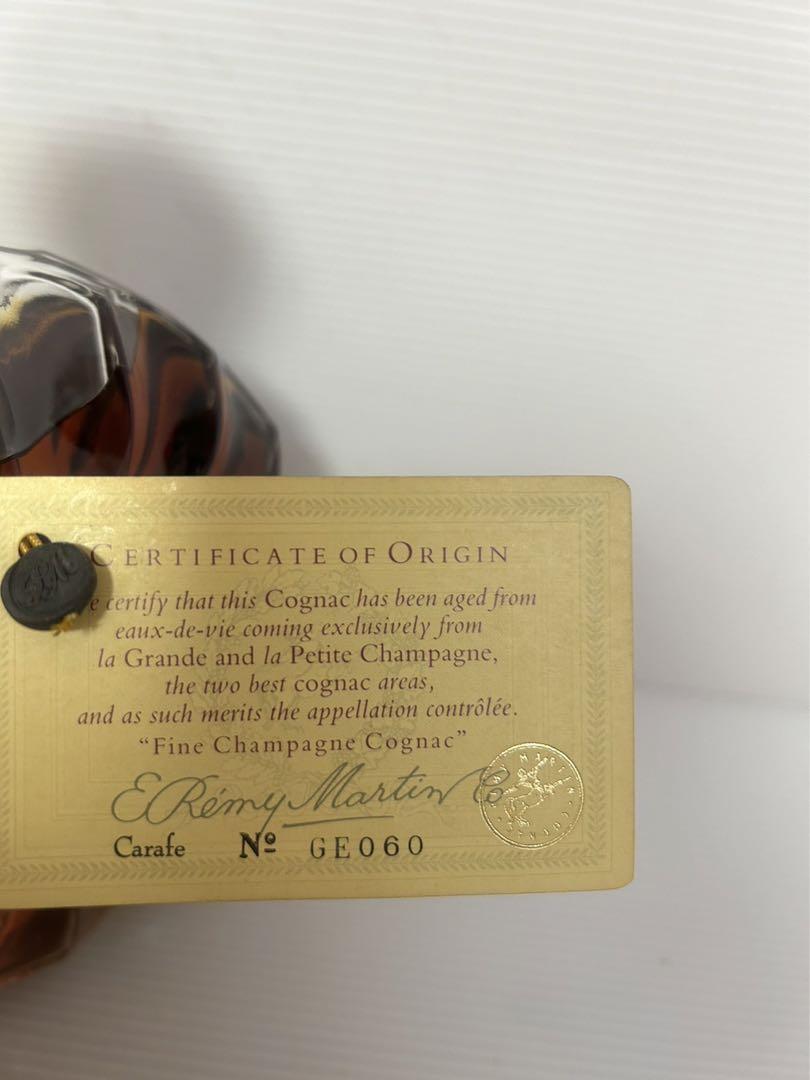 CERTIFICATE OF ORIGIN
certify that this Cognac has been aged from
eaux-de-vie coming exclusively from
la Grande and la Petite Champagne,
the two best cognac areas,
and as such merits the appellation contrôlée.
“Fine Champagne Cognac”
E. Rémy Martin & Co
Carafe Nº GE060